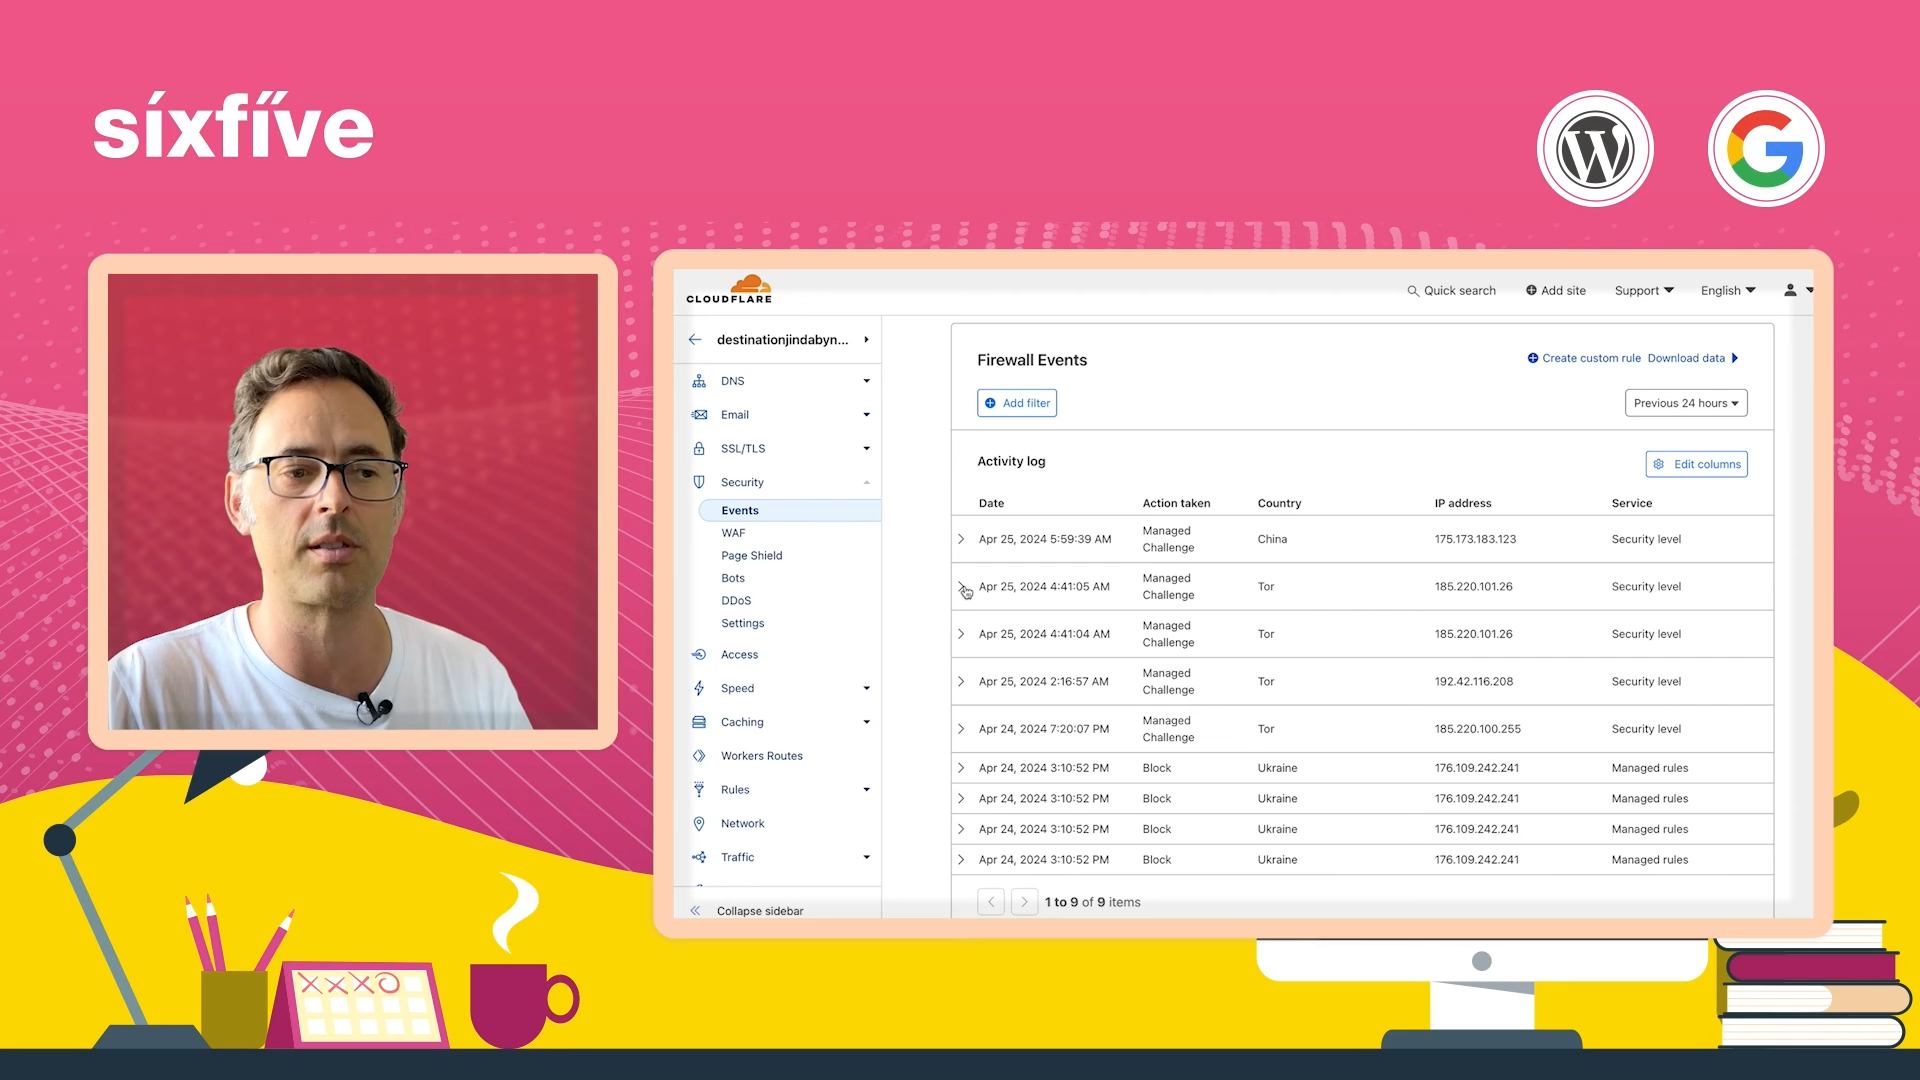 síxfív̋e
CLOUDFLARE
Quick search
Add site
Support
English
destinationjindabyn...
DNS
Email
SSL/TLS
Security
Events
WAF
Page Shield
Bots
DDoS
Settings
Access
Speed
Caching
Workers Routes
Rules
Network
Traffic
Collapse sidebar
Firewall Events
Create custom rule Download data
Add filter
Previous 24 hours
Activity log
Edit columns
Date Action taken Country IP address Service
Apr 25, 2024 5:59:39 AM Managed Challenge China 175.173.183.123 Security level
Apr 25, 2024 4:41:05 AM Managed Challenge Tor 185.220.101.26 Security level
Apr 25, 2024 4:41:04 AM Managed Challenge Tor 185.220.101.26 Security level
Apr 25, 2024 2:16:57 AM Managed Challenge Tor 192.42.116.208 Security level
Apr 24, 2024 7:20:07 PM Managed Challenge Tor 185.220.100.255 Security level
Apr 24, 2024 3:10:52 PM Block Ukraine 176.109.242.241 Managed rules
Apr 24, 2024 3:10:52 PM Block Ukraine 176.109.242.241 Managed rules
Apr 24, 2024 3:10:52 PM Block Ukraine 176.109.242.241 Managed rules
Apr 24, 2024 3:10:52 PM Block Ukraine 176.109.242.241 Managed rules
1 to 9 of 9 items